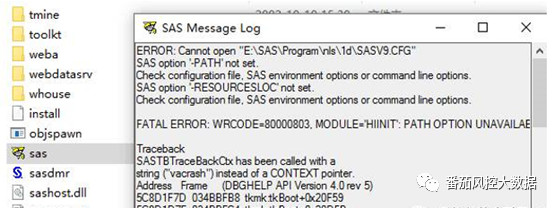 tmine
toolkt
weba
webdatasrv
whouse
install
objspawn
sas
sasdmr
sashost.dll
SAS Message Log
ERROR: Cannot open "E:\SAS\Program\nls\1d\SASV9.CFG"
SAS option '-PATH' not set.
Check configuration file, SAS environment options or command line options.
SAS option '-RESOURCESLOC' not set.
Check configuration file, SAS environment options or command line options.
FATAL ERROR: WRCODE=80000803, MODULE='HIINIT': PATH OPTION UNAVAILAE
Traceback
SASTBTraceBackCtx has been called with a
string ("vacrash") instead of a CONTEXT pointer.
Address Frame (DBGHELP API Version 4.0 rev 5)
5C8D1F7D 034BBFB8 tkmk:tkBoot+0x20F59
番茄风控大数据